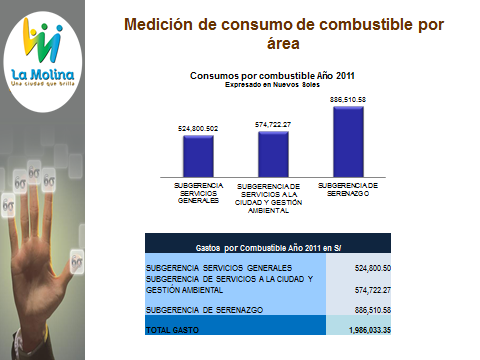 La Molina
Una ciudad que brilla
Medición de consumo de combustible por
área
Consumos por combustible Año 2011
Expresado en Nuevos Soles
886,510.58
574,722.27
524,800.502
SUBGERENCIA
SERVICIOS
GENERALES
SUBGERENCIA DE
SERVICIOS A LA
CIUDAD Y GESTIÓN
AMBIENTAL
SUBGERENCIA DE
SERENAZGO
Gastos por Combustible Año 2011 en S/
SUBGERENCIA SERVICIOS GENERALES 524,800.50
SUBGERENCIA DE SERVICIOS A LA CIUDAD Y
GESTIÓN AMBIENTAL 574,722.27
SUBGERENCIA DE SERENAZGO 886,510.58
TOTAL GASTO 1,986,033.35